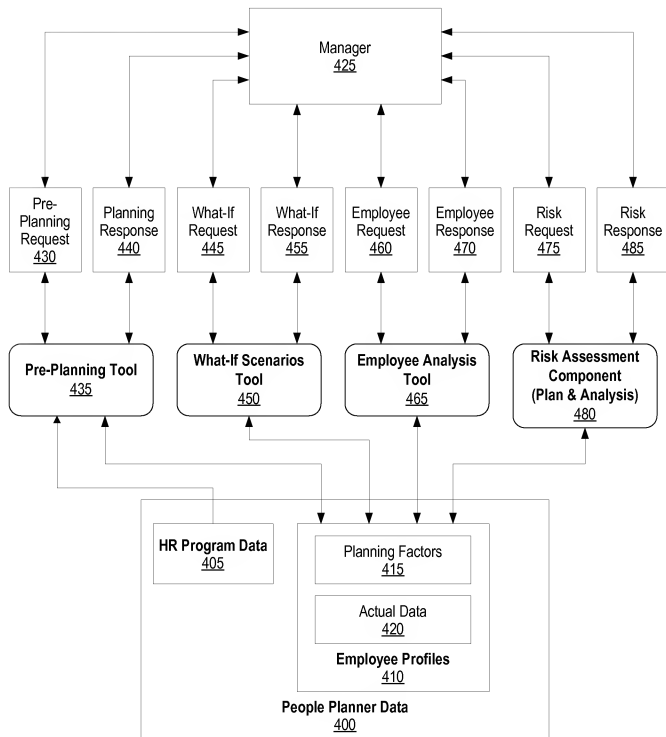 Manager
425
Pre-
Planning
Request
430
Planning
Response
440
What-If
Request
445
What-If
Response
455
Employee
Request
460
Employee
Response
470
Risk
Request
475
Risk
Response
485
Pre-Planning Tool
435
What-If Scenarios
Tool
450
Employee Analysis
Tool
465
Risk Assessment
Component
(Plan & Analysis)
480
HR Program Data
405
Planning Factors
415
Actual Data
420
Employee Profiles
410
People Planner Data
400